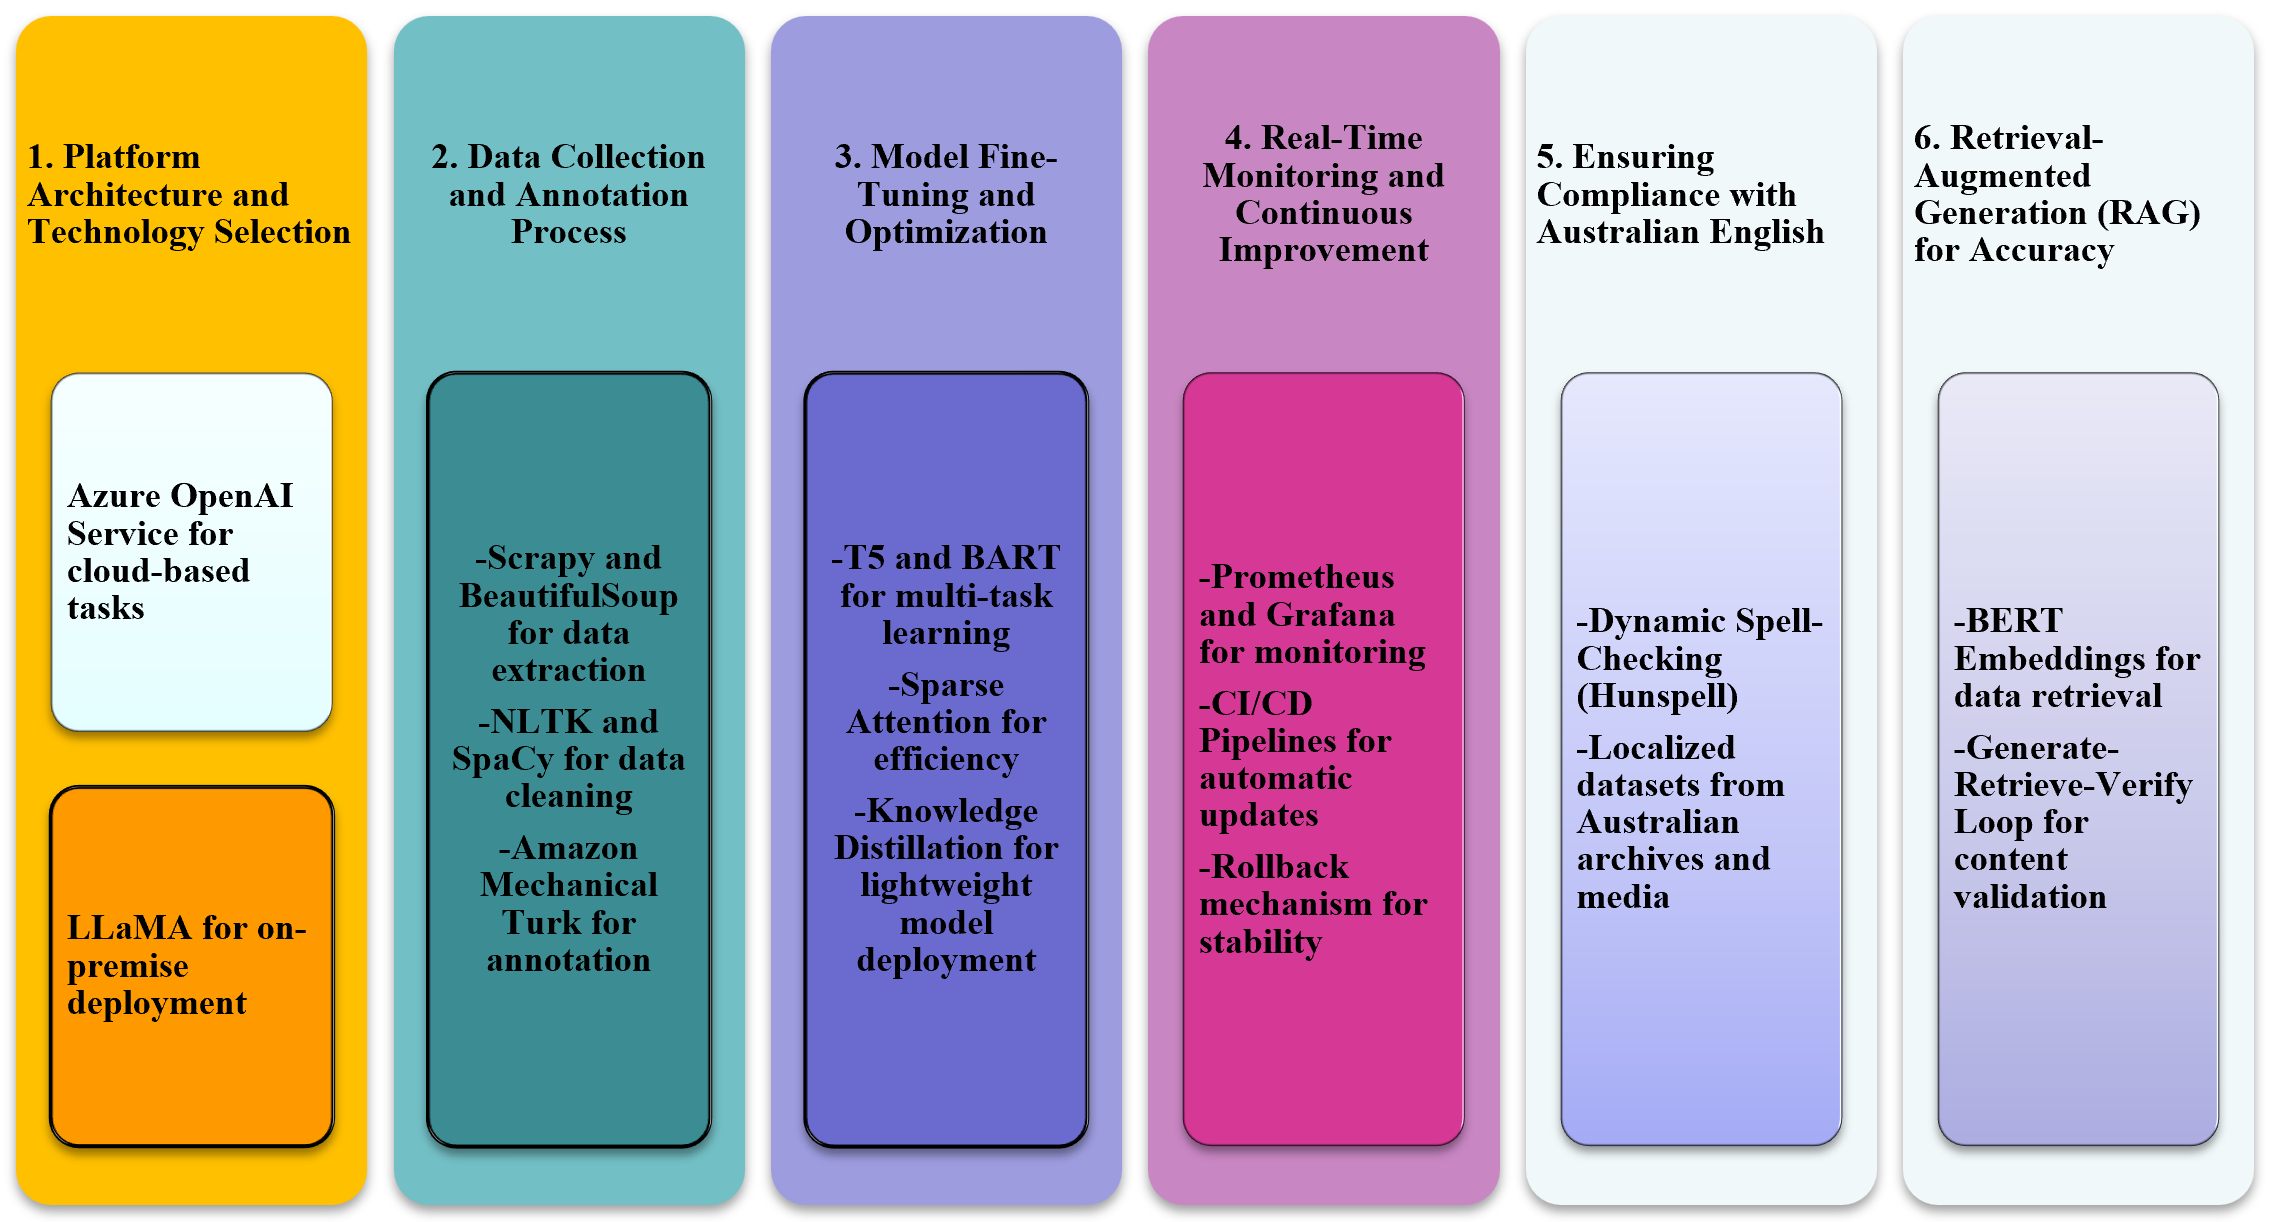 1. Platform
Architecture and
Technology Selection
Azure OpenAI
Service for
cloud-based
tasks
LLaMA for on-
premise
deployment
2. Data Collection
and Annotation
Process
-Scrapy and
BeautifulSoup
for data
extraction
-NLTK and
SpaCy for data
cleaning
-Amazon
Mechanical
Turk for
annotation
3. Model Fine-
Tuning and
Optimization
-T5 and BART
for multi-task
learning
-Sparse
Attention for
efficiency
-Knowledge
Distillation for
lightweight
model
deployment
4. Real-Time
Monitoring and
Continuous
Improvement
-Prometheus
and Grafana
for monitoring
-CI/CD
Pipelines for
automatic
updates
-Rollback
mechanism for
stability
5. Ensuring
Compliance with
Australian English
-Dynamic Spell-
Checking
(Hunspell)
-Localized
datasets from
Australian
archives and
media
6. Retrieval-
Augmented
Generation (RAG)
for Accuracy
-BERT
Embeddings for
data retrieval
-Generate-
Retrieve-Verify
Loop for
content
validation